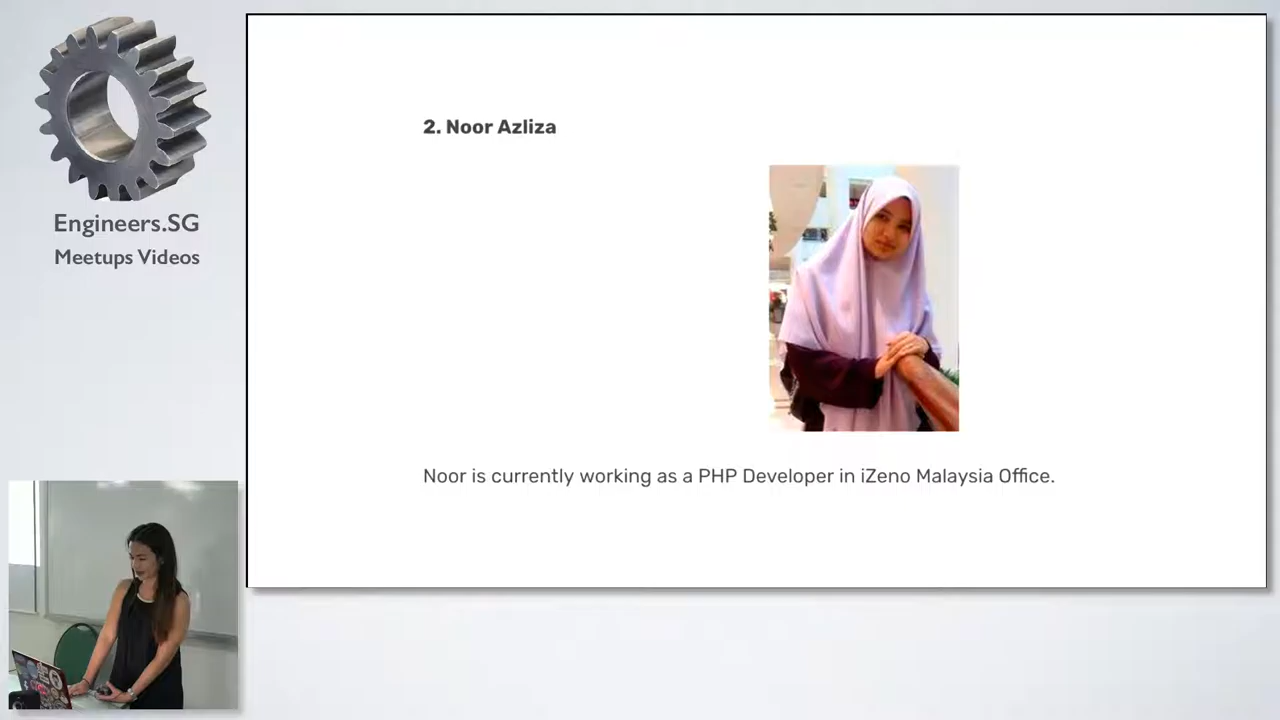 Engineers.SG
Meetups Videos
2. Noor Azliza
Noor is currently working as a PHP Developer in iZeno Malaysia Office.